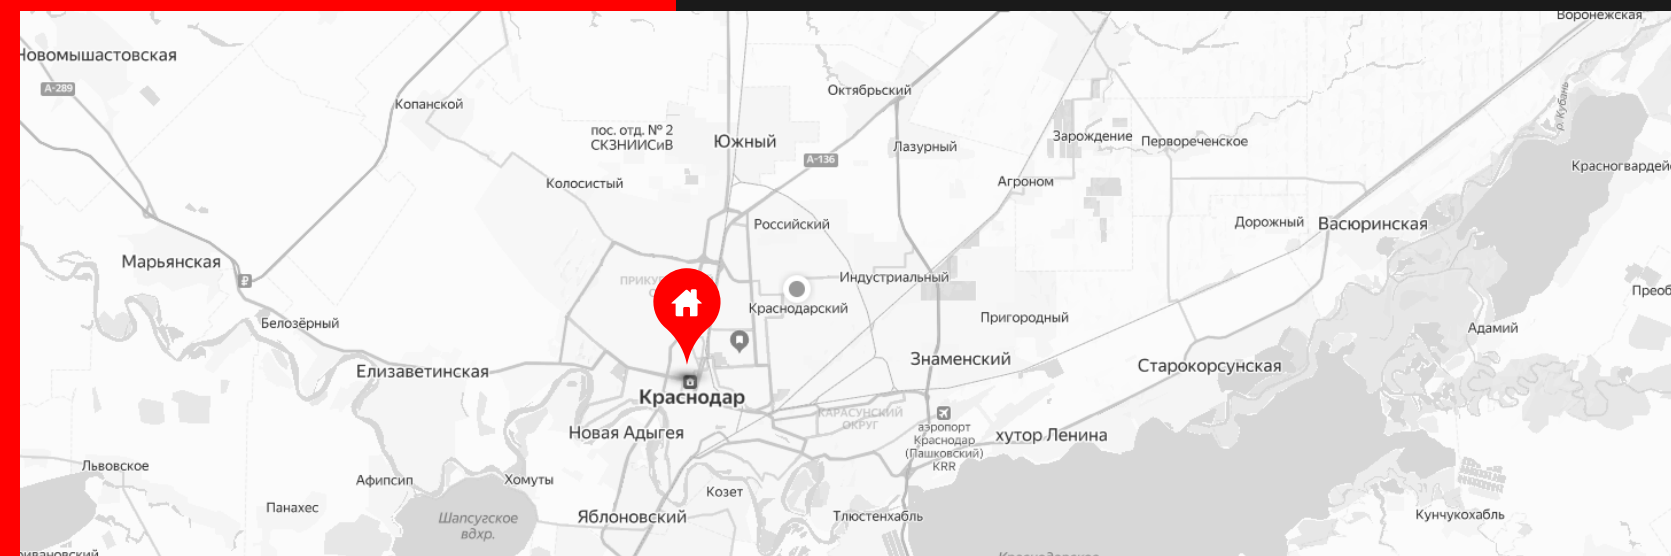 Воронежская
Новомышастовская
А-289
Октябрьский
р. Кубань
Копанской
пос. отд. № 2
СКЗНИИСиВ
Южный
А-136
Лазурный
Зарождение
Первореченское
Красногвардей
Колосистый
Агроном
Российский
Дорожный
Васюринская
Марьянская
ПРИКУ
Индустриальный
Преоб
Краснодарский
Пригородный
Белозёрный
Адамий
Знаменский
Елизаветинская
Старокорсунская
Краснодар
КАРАСУНСКИЙ
ОКРУГ
аэропорт
Краснодар
(Пашковский)
KRR
Новая Адыгея
хутор Ленина
Львовское
Афипсип
Хомуты
Козет
Панахес
Шапсугское
вдхр.
Яблоновский
Тлюстенхабль
Кунчукохабль